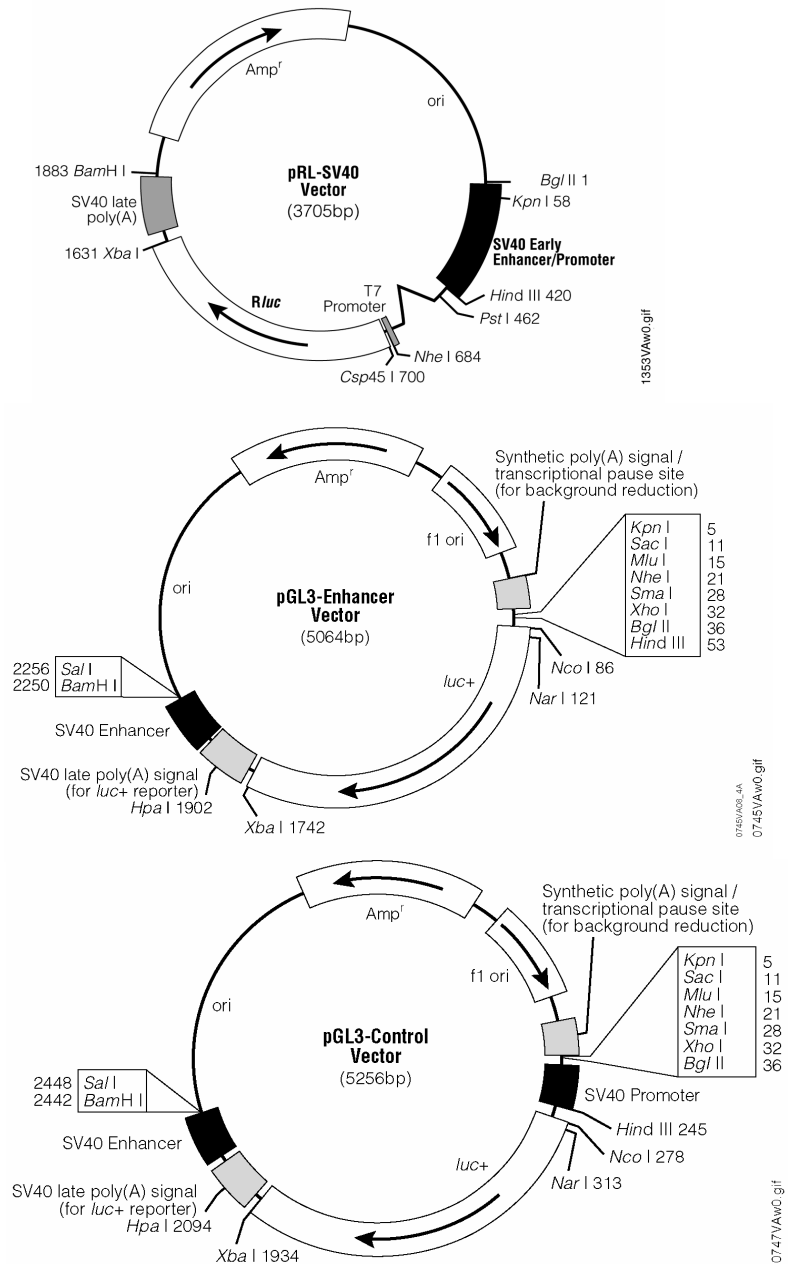 Ampʳ
ori
1883 BamH I
SV40 late
poly(A)
1631 Xba I
pRL-SV40
Vector
(3705bp)
Bgl II 1
Kpn I 58
SV40 Early
Enhancer/Promoter
T7
Promoter
Rluc
Hind III 420
Pst I 462
Nhe I 684
Csp45 I 700
1353VAw0.gif
Ampʳ
f1 ori
Synthetic poly(A) signal /
transcriptional pause site
(for background reduction)
Kpn I 5
Sac I 11
Mlu I 15
Nhe I 21
Sma I 28
Xho I 32
Bgl II 36
Hind III 53
ori
pGL3-Enhancer
Vector
(5064bp)
2256 Sal I
2250 BamH I
luc+
Nco I 86
Nar I 121
SV40 Enhancer
SV40 late poly(A) signal
(for luc+ reporter)
Hpa I 1902
Xba I 1742
0745VA08_4A
0745VAw0.gif
Ampʳ
f1 ori
Synthetic poly(A) signal /
transcriptional pause site
(for background reduction)
Kpn I 5
Sac I 11
Mlu I 15
Nhe I 21
Sma I 28
Xho I 32
Bgl II 36
ori
pGL3-Control
Vector
(5256bp)
2448 Sal I
2442 BamH I
SV40 Promoter
Hind III 245
Nco I 278
Nar I 313
luc+
SV40 Enhancer
SV40 late poly(A) signal
(for luc+ reporter)
Hpa I 2094
Xba I 1934
0747VAw0.gif